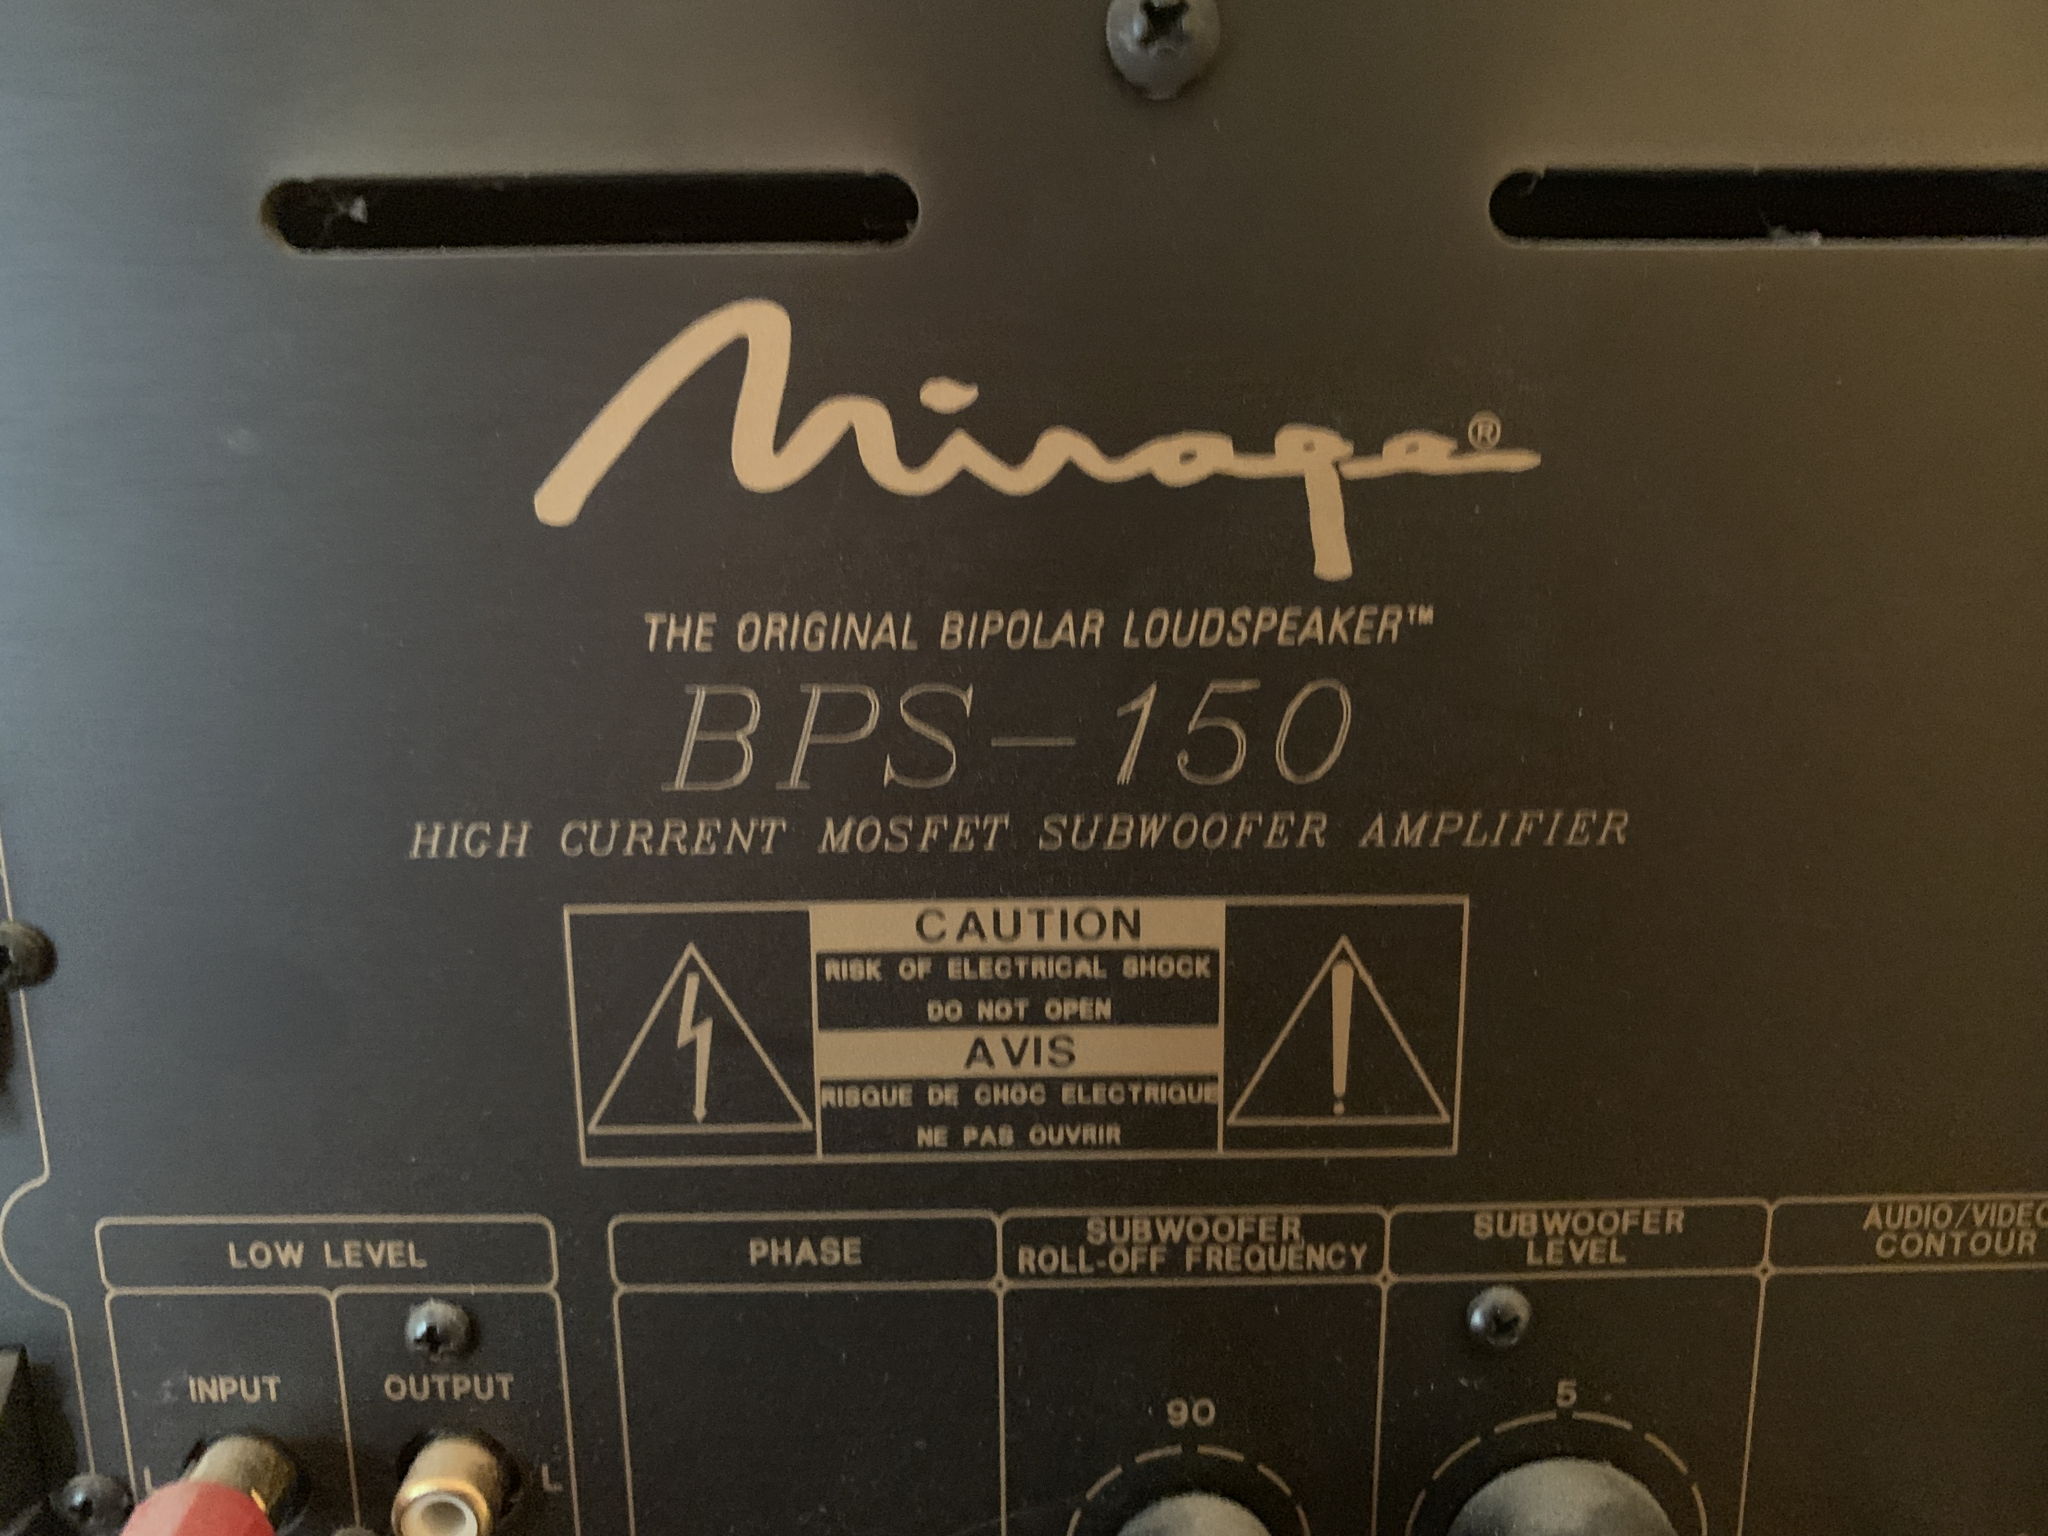 Mirage®
THE ORIGINAL BIPOLAR LOUDSPEAKER™
BPS-150
HIGH CURRENT MOSFET SUBWOOFER AMPLIFIER
CAUTION
RISK OF ELECTRICAL SHOCK
DO NOT OPEN
AVIS
RISQUE DE CHOC ELECTRIQUE
NE PAS OUVRIR
LOW LEVEL
INPUT
OUTPUT
L
L
PHASE
SUBWOOFER
ROLL-OFF FREQUENCY
90
SUBWOOFER
LEVEL
5
AUDIO/VIDEO
CONTOUR